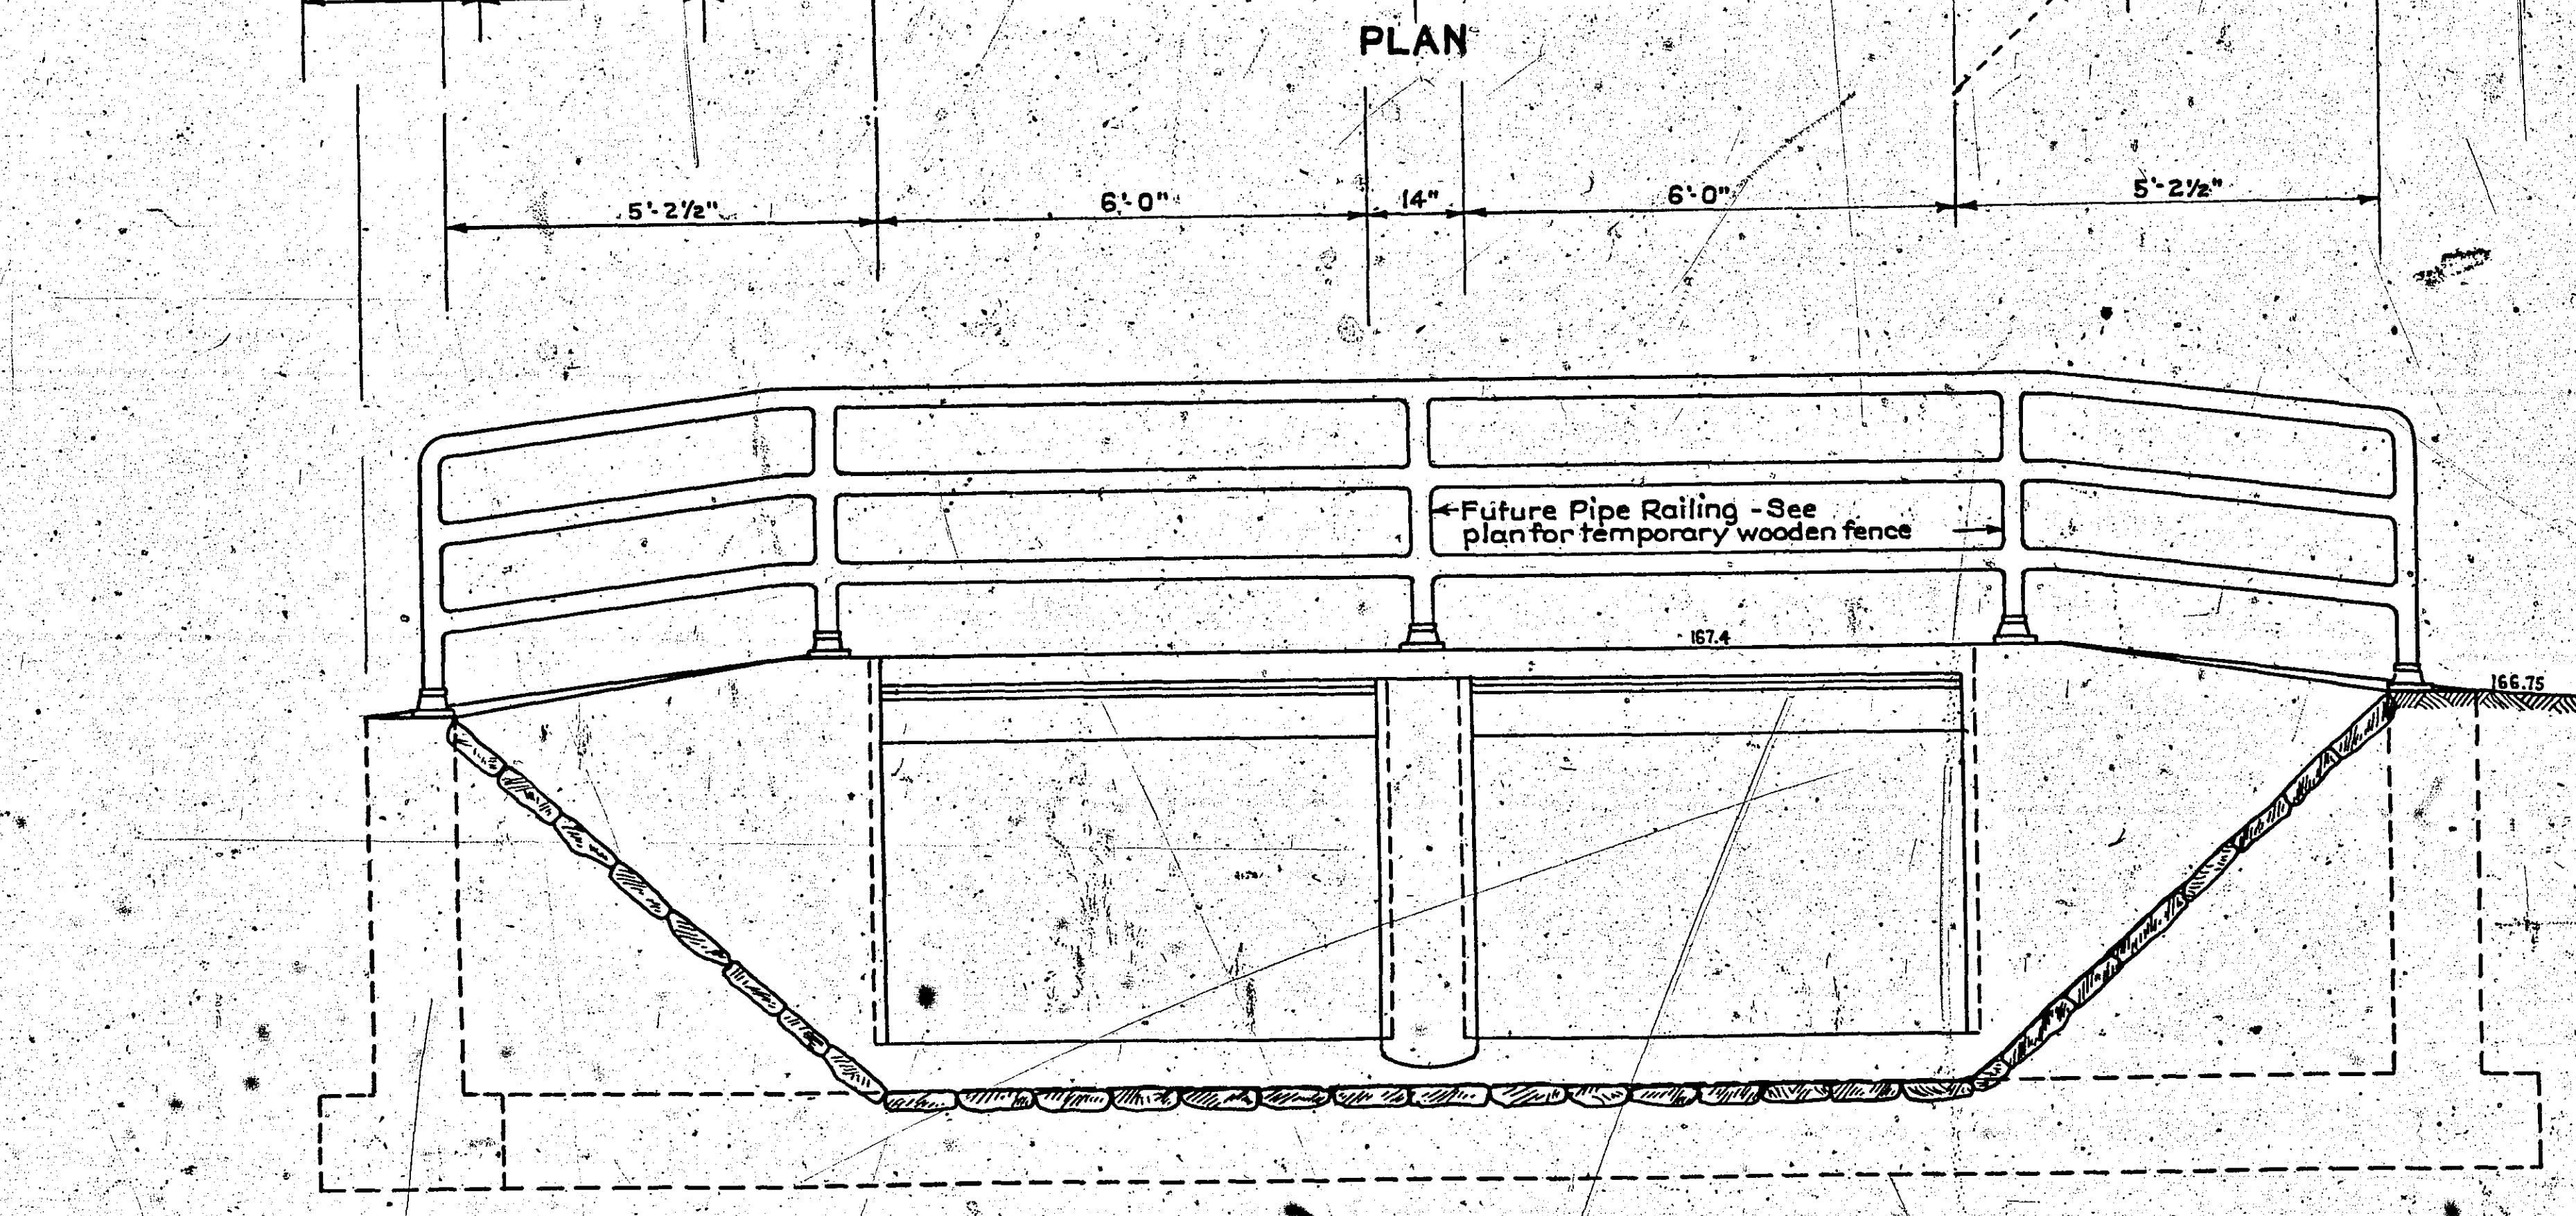 PLAN
5'-2½" 6'-0" 14" 6'-0" 5'-2½"
Future Pipe Railing - See
plan for temporary wooden fence
167.4
166.75